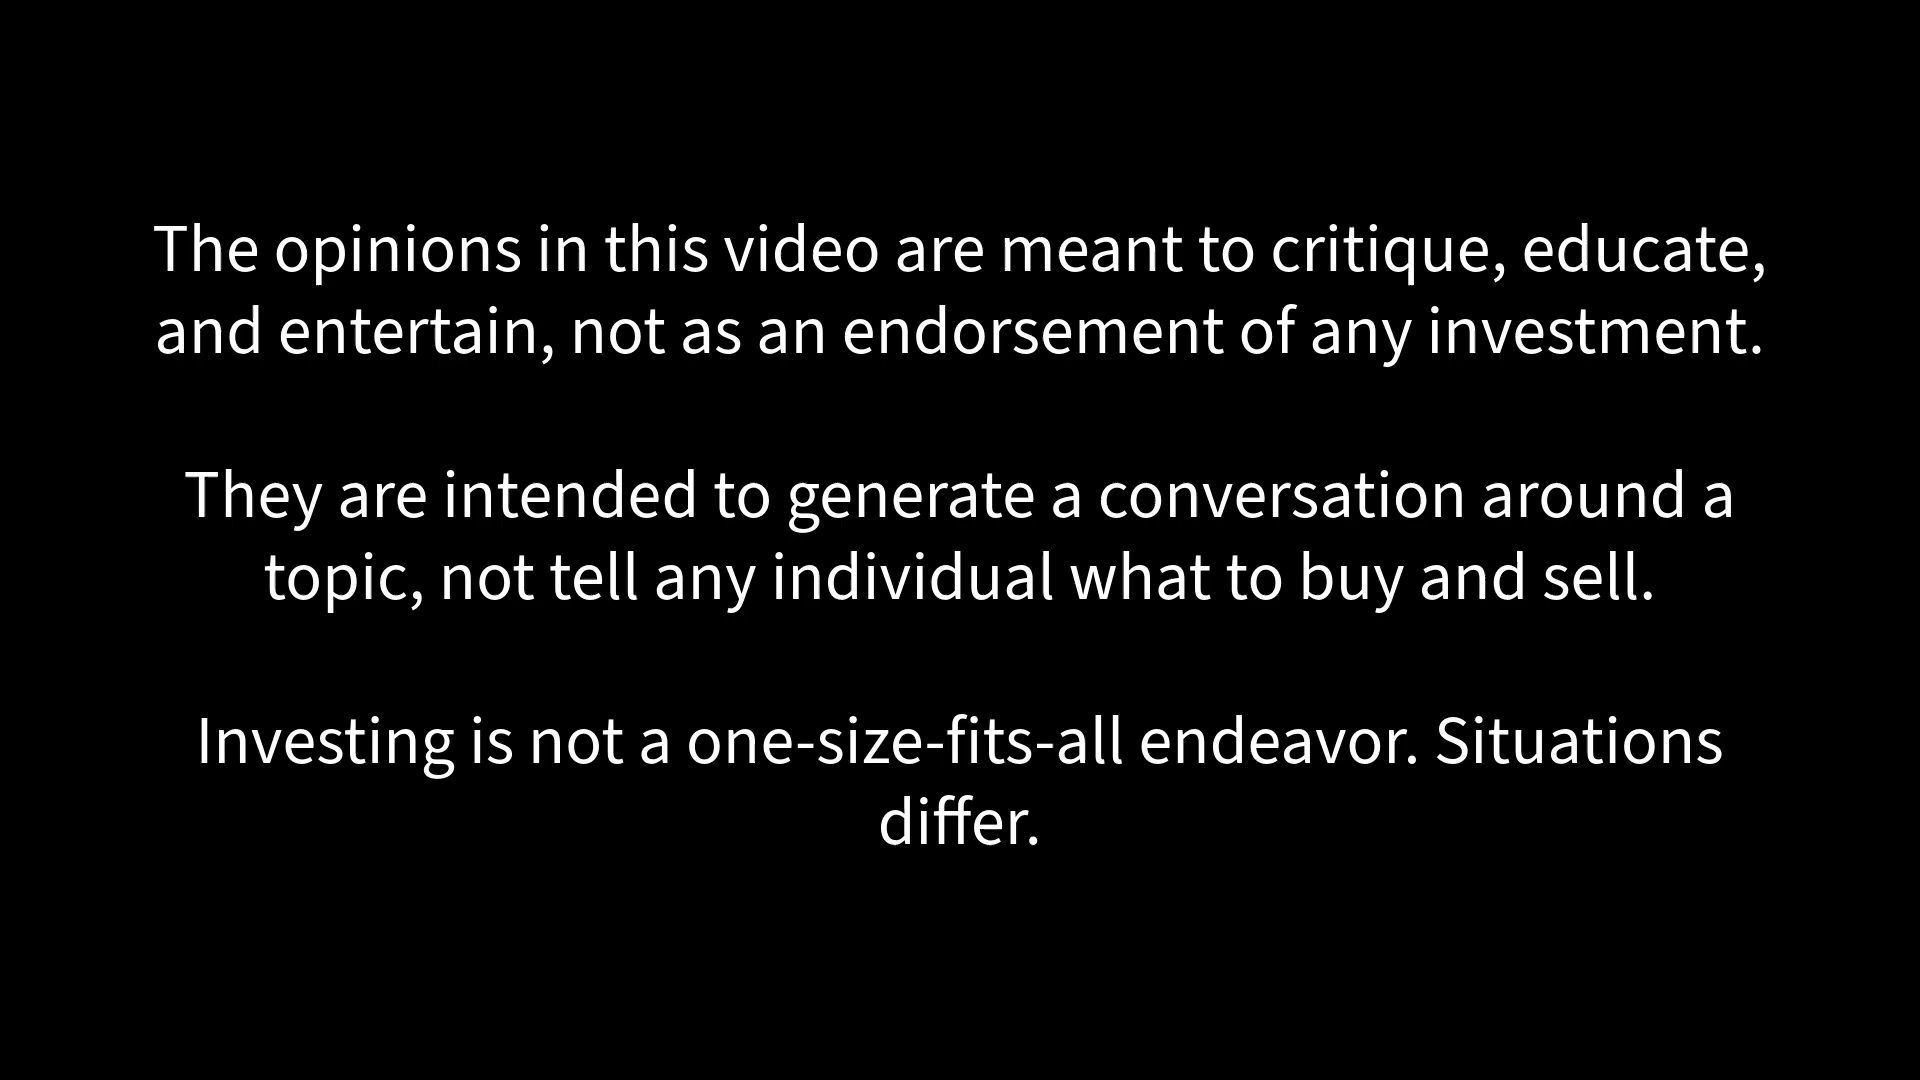 The opinions in this video are meant to critique, educate,
and entertain, not as an endorsement of any investment.
They are intended to generate a conversation around a
topic, not tell any individual what to buy and sell.
Investing is not a one-size-fits-all endeavor. Situations
differ.